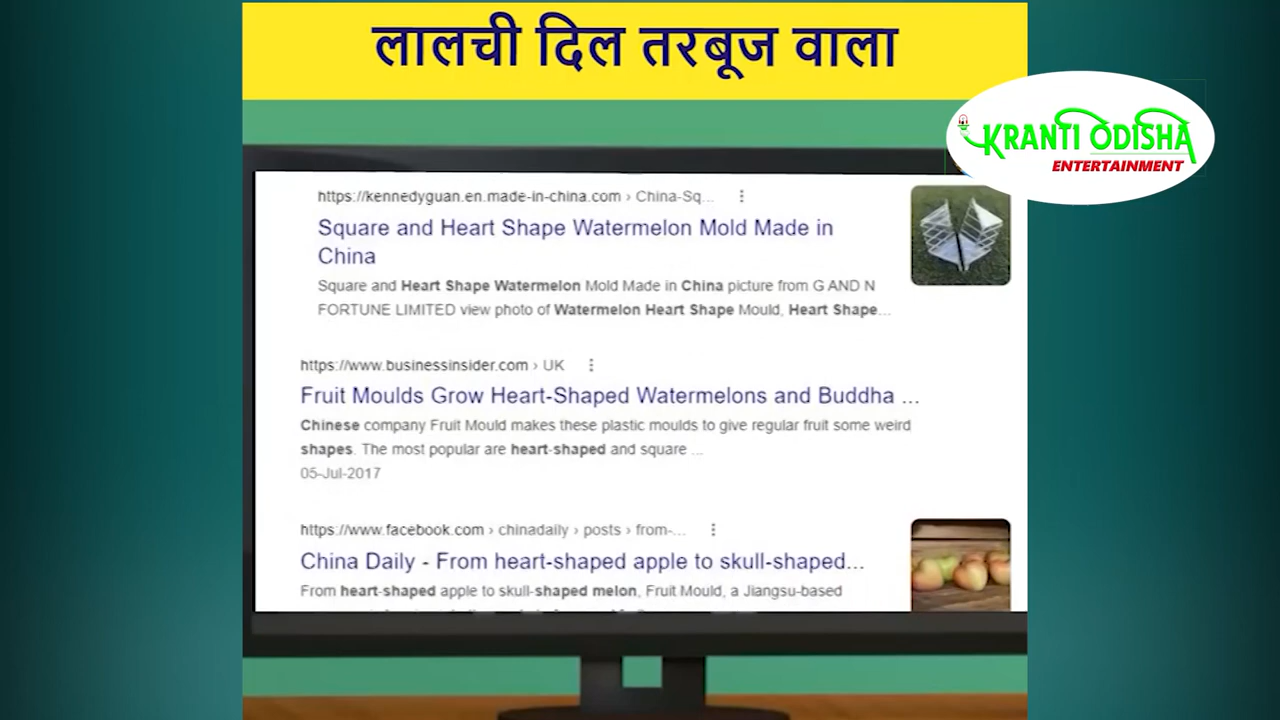 लालची दिल तरबूज वाला
KRANTI ODISHA
ENTERTAINMENT
https://kennedyguan.en.made-in-china.com › China-Sq...
Square and Heart Shape Watermelon Mold Made in
China
Square and Heart Shape Watermelon Mold Made in China picture from G AND N
FORTUNE LIMITED view photo of Watermelon Heart Shape Mould, Heart Shape...
https://www.businessinsider.com › UK
Fruit Moulds Grow Heart-Shaped Watermelons and Buddha ...
Chinese company Fruit Mould makes these plastic moulds to give regular fruit some weird
shapes. The most popular are heart-shaped and square ...
05-Jul-2017
https://www.facebook.com › chinadaily › posts › from-...
China Daily - From heart-shaped apple to skull-shaped...
From heart-shaped apple to skull-shaped melon, Fruit Mould, a Jiangsu-based